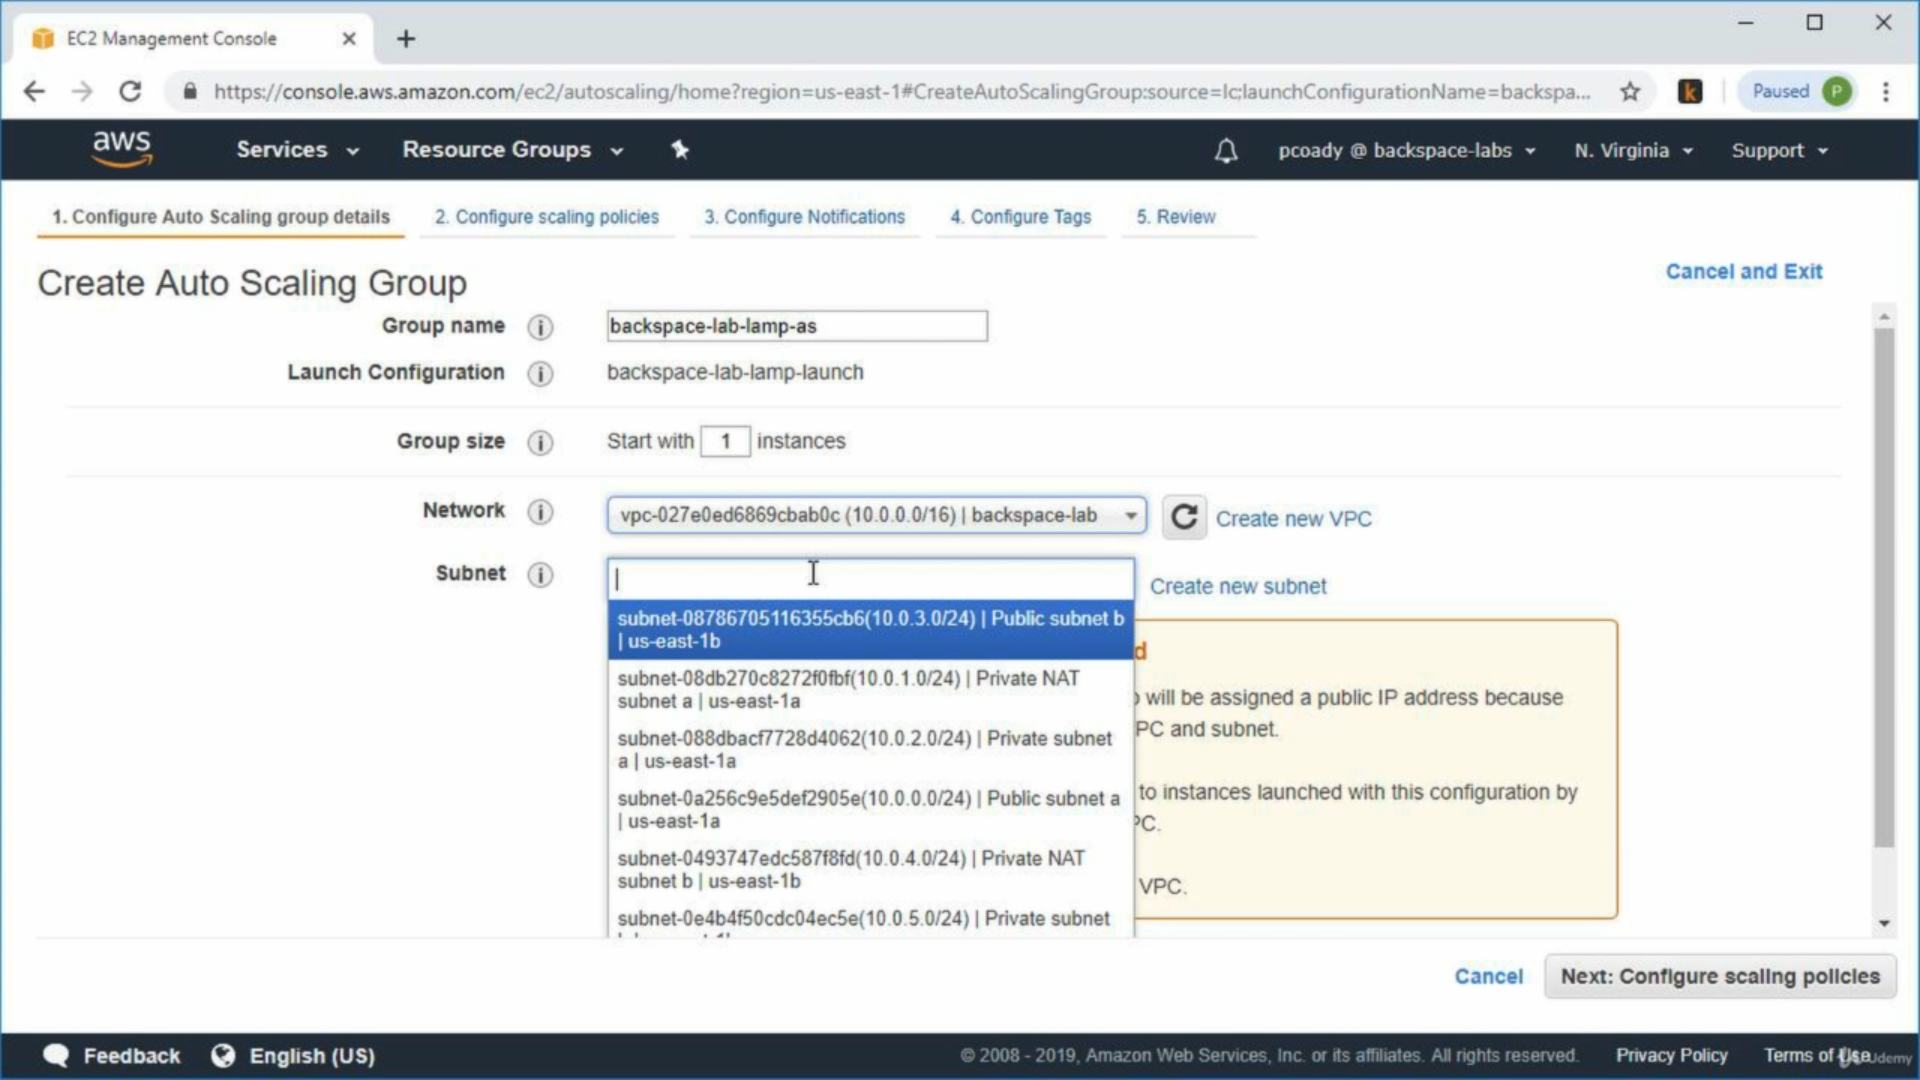 EC2 Management Console
https://console.aws.amazon.com/ec2/autoscaling/home?region=us-east-1#CreateAutoScalingGroup:source=lc;launchConfigurationName=backspa...
k
Paused P
aws Services Resource Groups pcoady @ backspace-labs N. Virginia Support
1. Configure Auto Scaling group details 2. Configure scaling policies 3. Configure Notifications 4. Configure Tags 5. Review
Create Auto Scaling Group
Cancel and Exit
Group name i backspace-lab-lamp-as
Launch Configuration i backspace-lab-lamp-launch
Group size i Start with 1 instances
Network i vpc-027e0ed6869cbab0c (10.0.0.0/16) | backspace-lab Create new VPC
Subnet i Create new subnet
subnet-08786705116355cb6(10.0.3.0/24) | Public subnet b
| us-east-1b
subnet-08db270c8272f0fbf(10.0.1.0/24) | Private NAT
subnet a | us-east-1a
subnet-088dbacf7728d4062(10.0.2.0/24) | Private subnet
a | us-east-1a
subnet-0a256c9e5def2905e(10.0.0.0/24) | Public subnet a
| us-east-1a
subnet-0493747edc587f8fd(10.0.4.0/24) | Private NAT
subnet b | us-east-1b
subnet-0e4b4f50cdc04ec5e(10.0.5.0/24) | Private subnet
d
will be assigned a public IP address because
PC and subnet.
to instances launched with this configuration by
PC.
VPC.
Cancel Next: Configure scaling policies
Feedback English (US) © 2008 - 2019, Amazon Web Services, Inc. or its affiliates. All rights reserved. Privacy Policy Terms of Use
Udemy